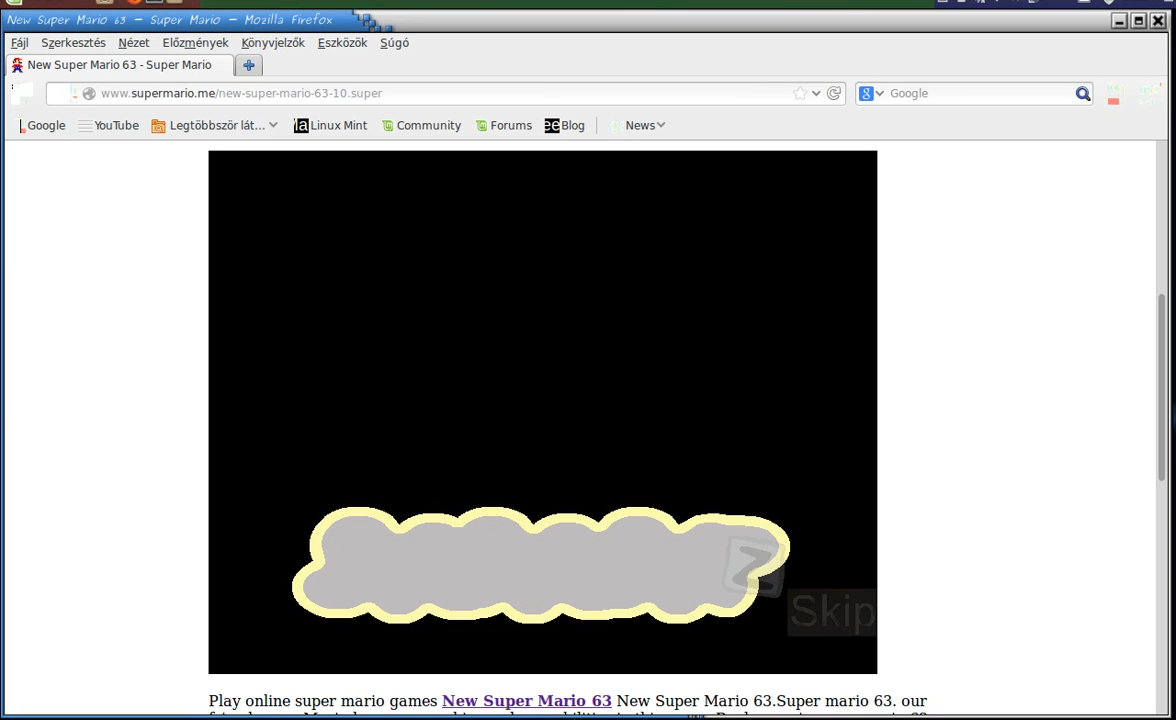 New Super Mario 63 – Super Mario – Mozilla Firefox
Fájl Szerkesztés Nézet Előzmények Könyvjelzők Eszközök Súgó
New Super Mario 63 - Super Mario
www.supermario.me/new-super-mario-63-10.super Google
Google YouTube Legtöbbször lát... Linux Mint Community Forums Blog News
Z
Skip
Play online super mario games New Super Mario 63 New Super Mario 63.Super mario 63. our